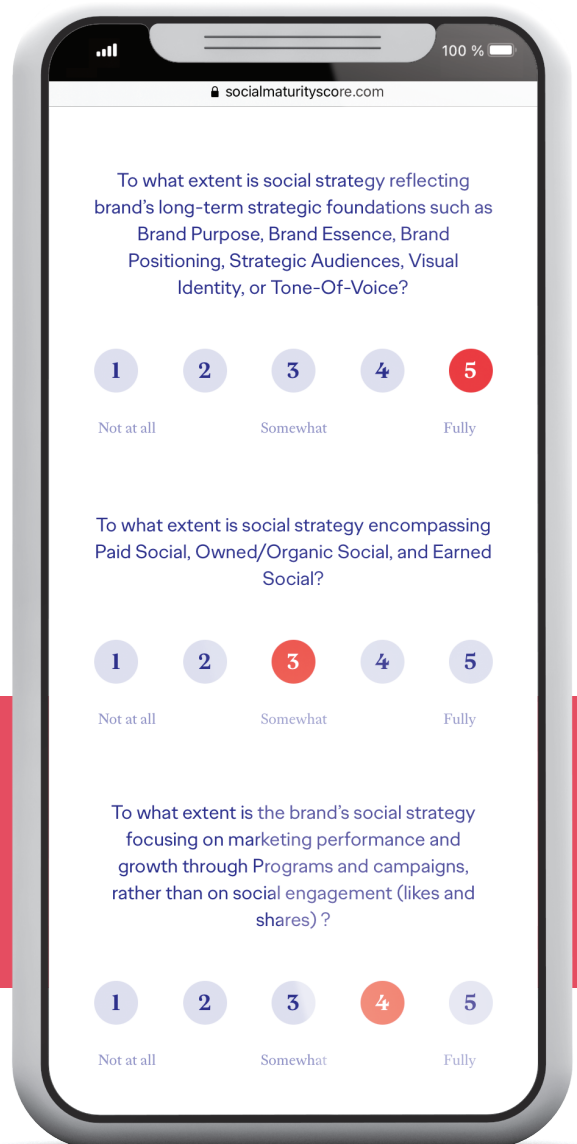 100 %
socialmaturityscore.com
To what extent is social strategy reflecting
brand’s long-term strategic foundations such as
Brand Purpose, Brand Essence, Brand
Positioning, Strategic Audiences, Visual
Identity, or Tone-Of-Voice?
1 2 3 4 5
Not at all Somewhat Fully
To what extent is social strategy encompassing
Paid Social, Owned/Organic Social, and Earned
Social?
1 2 3 4 5
Not at all Somewhat Fully
To what extent is the brand’s social strategy
focusing on marketing performance and
growth through Programs and campaigns,
rather than on social engagement (likes and
shares) ?
1 2 3 4 5
Not at all Somewhat Fully